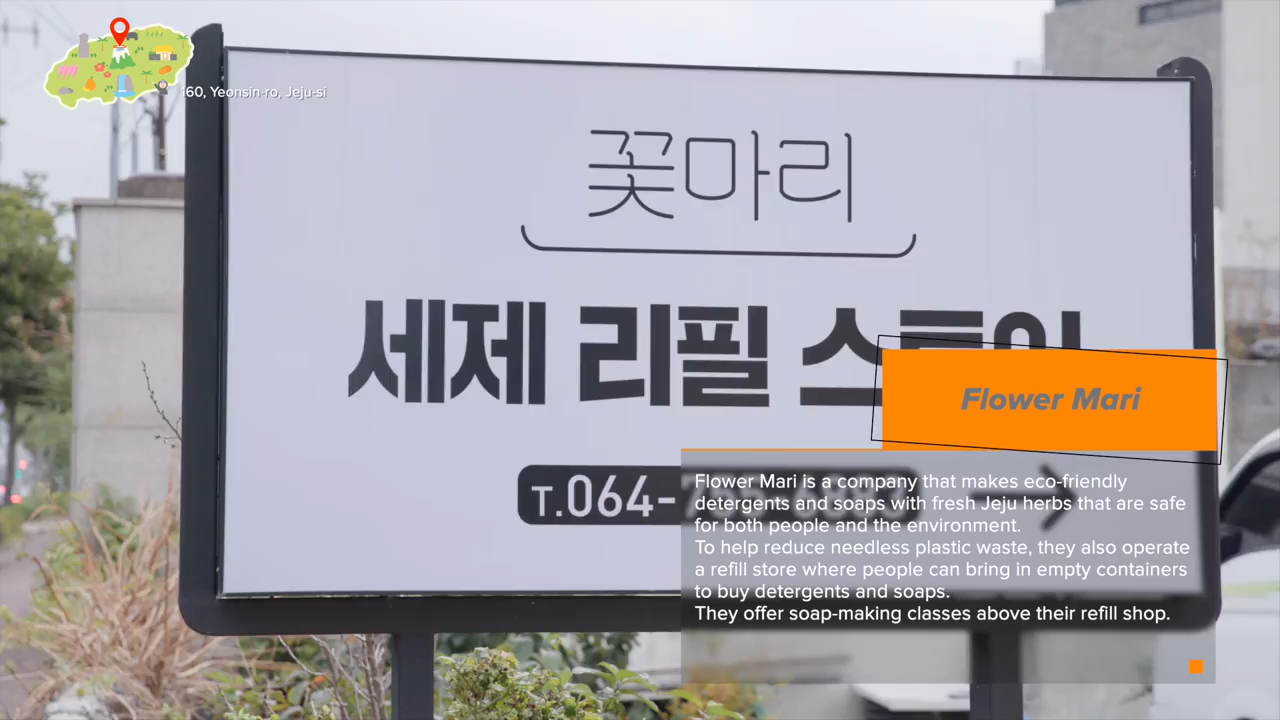 160, Yeonsin-ro, Jeju-si
꽃마리
세제 리필 스토어
Flower Mari
T.064-
Flower Mari is a company that makes eco-friendly
detergents and soaps with fresh Jeju herbs that are safe
for both people and the environment.
To help reduce needless plastic waste, they also operate
a refill store where people can bring in empty containers
to buy detergents and soaps.
They offer soap-making classes above their refill shop.